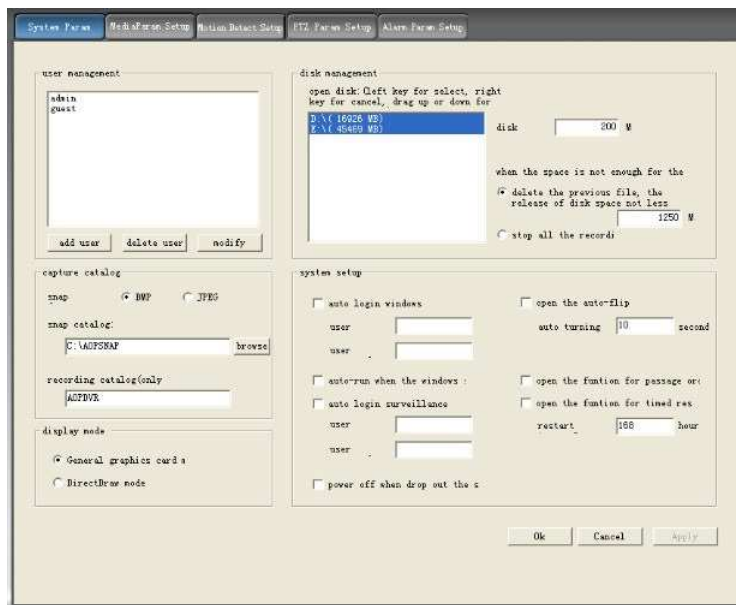 System Param
MediaParam Setup
Motion Detect Setup
PTZ Param Setup
Alarm Param Setup
user management
admin
guest
add user
delete user
modify
disk management
open disk:(left key for select, right
key for cancel, drag up or down for
D:\( 16926 MB)
E:\( 45469 MB)
disk
200 M
when the space is not enough for the
delete the previous file, the
release of disk space not less
1250 M
stop all the recordi
capture catalog
snap
BMP
JPEG
snap catalog:
C:\AOPSNAP
browse
recording catalog(only
AOPDVR
display mode
General graphics card a
DirectDraw mode
system setup
auto login windows
user
user
auto-run when the windows
auto login surveillance
user
user
power off when drop out the s
open the auto-flip
auto turning 10 second
open the funtion for passage or
open the funtion for timed res
restart 168 hour
Ok
Cancel
Apply